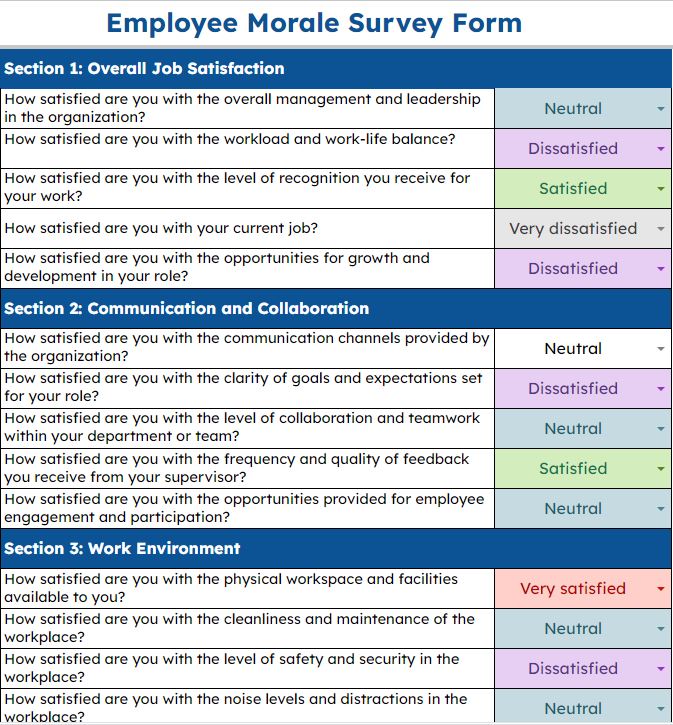 Employee Morale Survey Form
Section 1: Overall Job Satisfaction
How satisfied are you with the overall management and leadership
in the organization?
Neutral
How satisfied are you with the workload and work-life balance?
Dissatisfied
How satisfied are you with the level of recognition you receive for
your work?
Satisfied
How satisfied are you with your current job?
Very dissatisfied
How satisfied are you with the opportunities for growth and
development in your role?
Dissatisfied
Section 2: Communication and Collaboration
How satisfied are you with the communication channels provided by
the organization?
Neutral
How satisfied are you with the clarity of goals and expectations set
for your role?
Dissatisfied
How satisfied are you with the level of collaboration and teamwork
within your department or team?
Neutral
How satisfied are you with the frequency and quality of feedback
you receive from your supervisor?
Satisfied
How satisfied are you with the opportunities provided for employee
engagement and participation?
Neutral
Section 3: Work Environment
How satisfied are you with the physical workspace and facilities
available to you?
Very satisfied
How satisfied are you with the cleanliness and maintenance of the
workplace?
Neutral
How satisfied are you with the level of safety and security in the
workplace?
Dissatisfied
How satisfied are you with the noise levels and distractions in the
workplace?
Neutral